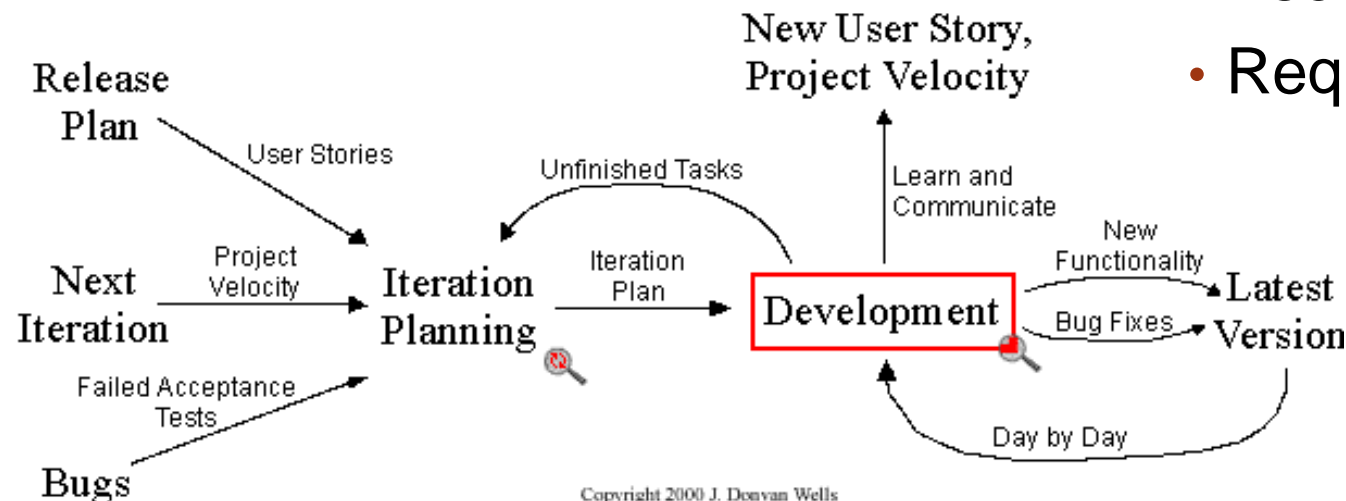 New User Story,
Project Velocity
• Req
Release
Plan
User Stories
Unfinished Tasks
Learn and
Communicate
New
Functionality
Project
Velocity
Iteration
Plan
Next
Iteration
Iteration
Planning
Development
Bug Fixes
Latest
Version
Failed Acceptance
Tests
Day by Day
Bugs
Copyright 2000 J. Donvan Wells